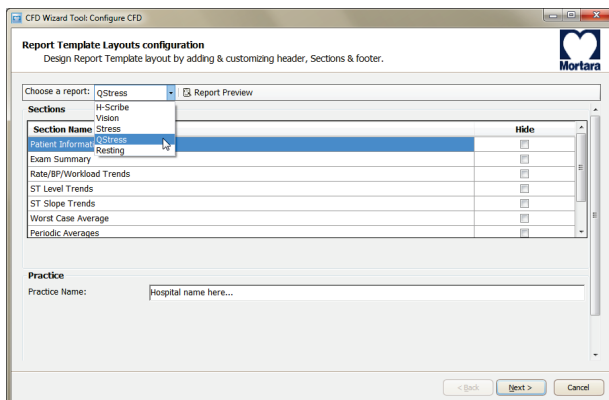 CFD Wizard Tool: Configure CFD
Report Template Layouts configuration
Design Report Template layout by adding & customizing header, Sections & footer.
Mortara
Choose a report: QStress Report Preview
H-Scribe
Vision
Stress
QStress
Resting
Sections
Section Name Hide
Patient Informati
Exam Summary
Rate/BP/Workload Trends
ST Level Trends
ST Slope Trends
Worst Case Average
Periodic Averages
Practice
Practice Name: Hospital name here...
< Back Next > Cancel